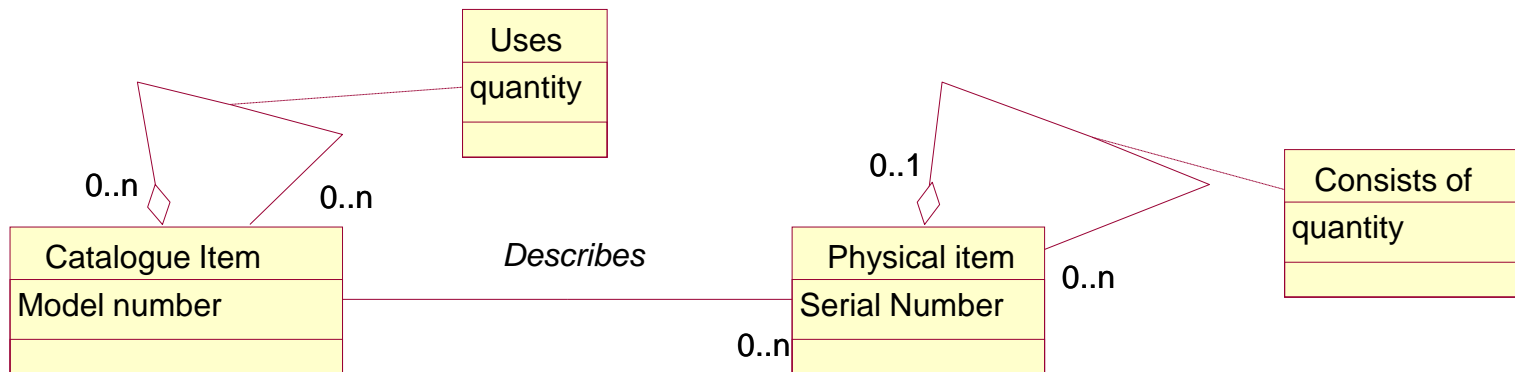 Uses
quantity
0..n
0..n
0..1
Consists of
quantity
Catalogue Item
Model number
Describes
Physical item
Serial Number
0..n
0..n